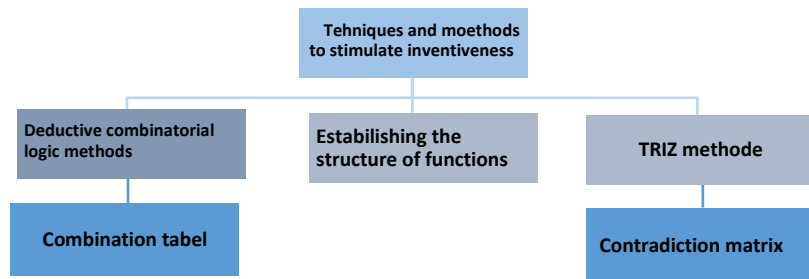 Tehniques and moethods
to stimulate inventiveness
Deductive combinatorial
logic methods
Estabilishing the
structure of functions
TRIZ methode
Combination tabel
Contradiction matrix